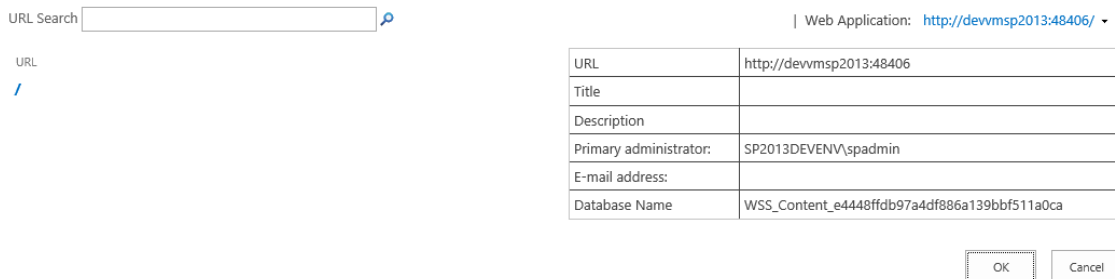 URL Search
| Web Application: http://devvmsp2013:48406/
URL
/
URL http://devvmsp2013:48406
Title
Description
Primary administrator: SP2013DEVENV\spadmin
E-mail address:
Database Name WSS_Content_e4448ffdb97a4df886a139bbf511a0ca
OK Cancel